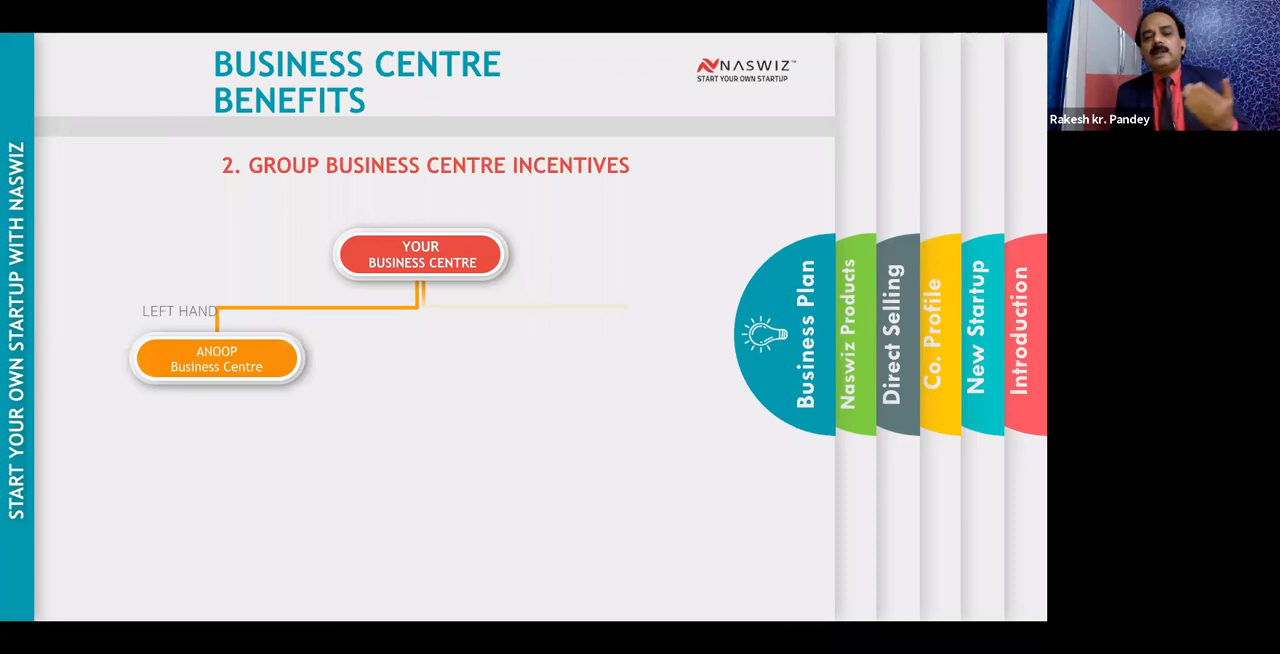 BUSINESS CENTRE
BENEFITS
NASWIZ™
START YOUR OWN STARTUP
Rakesh kr. Pandey
START YOUR OWN STARTUP WITH NASWIZ
2. GROUP BUSINESS CENTRE INCENTIVES
YOUR
BUSINESS CENTRE
LEFT HAND
ANOOP
Business Centre
Business Plan
Naswiz Products
Direct Selling
Co. Profile
New Startup
Introduction